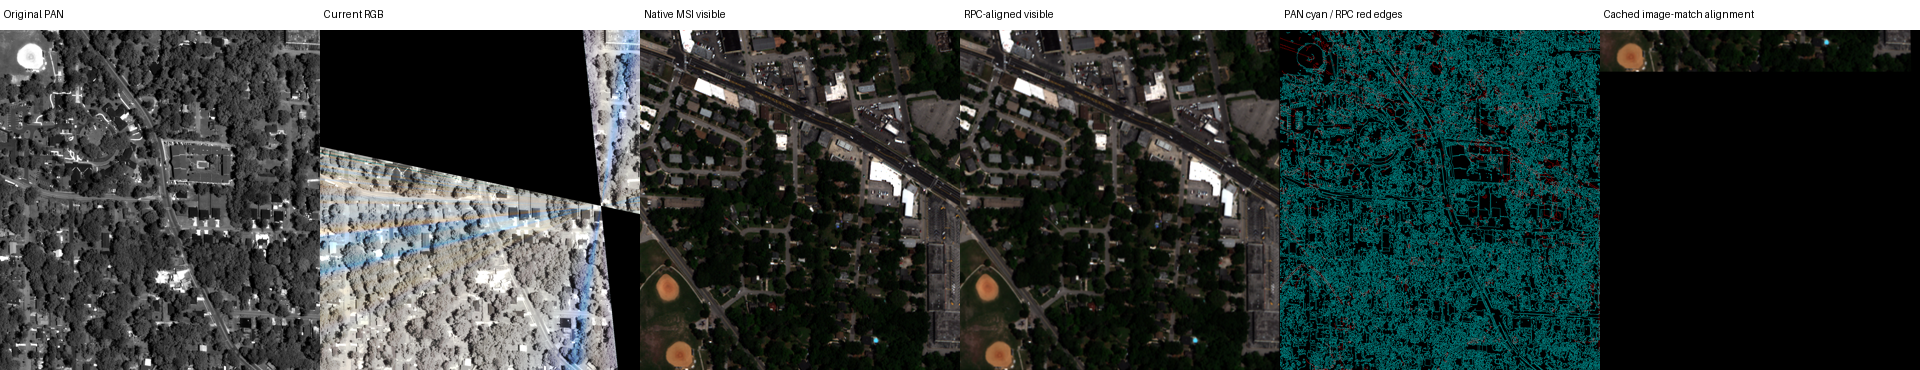 Original PAN
Current RGB
Native MSI visible
RPC-aligned visible
PAN cyan / RPC red edges
Cached image-match alignment